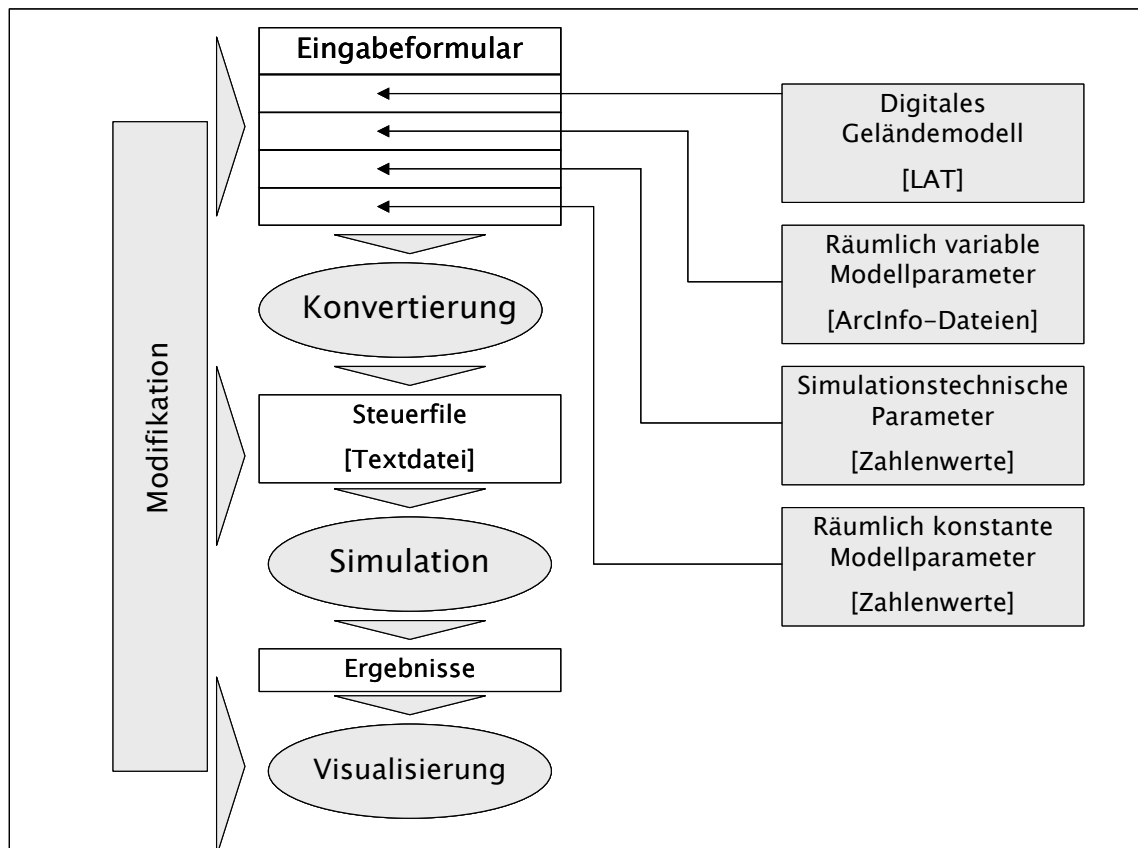 Eingabeformular
Digitales
Geländemodell
[LAT]
Räumlich variable
Modellparameter
[ArcInfo-Dateien]
Simulationstechnische
Parameter
[Zahlenwerte]
Räumlich konstante
Modellparameter
[Zahlenwerte]
Modifikation
Konvertierung
Steuerfile
[Textdatei]
Simulation
Ergebnisse
Visualisierung